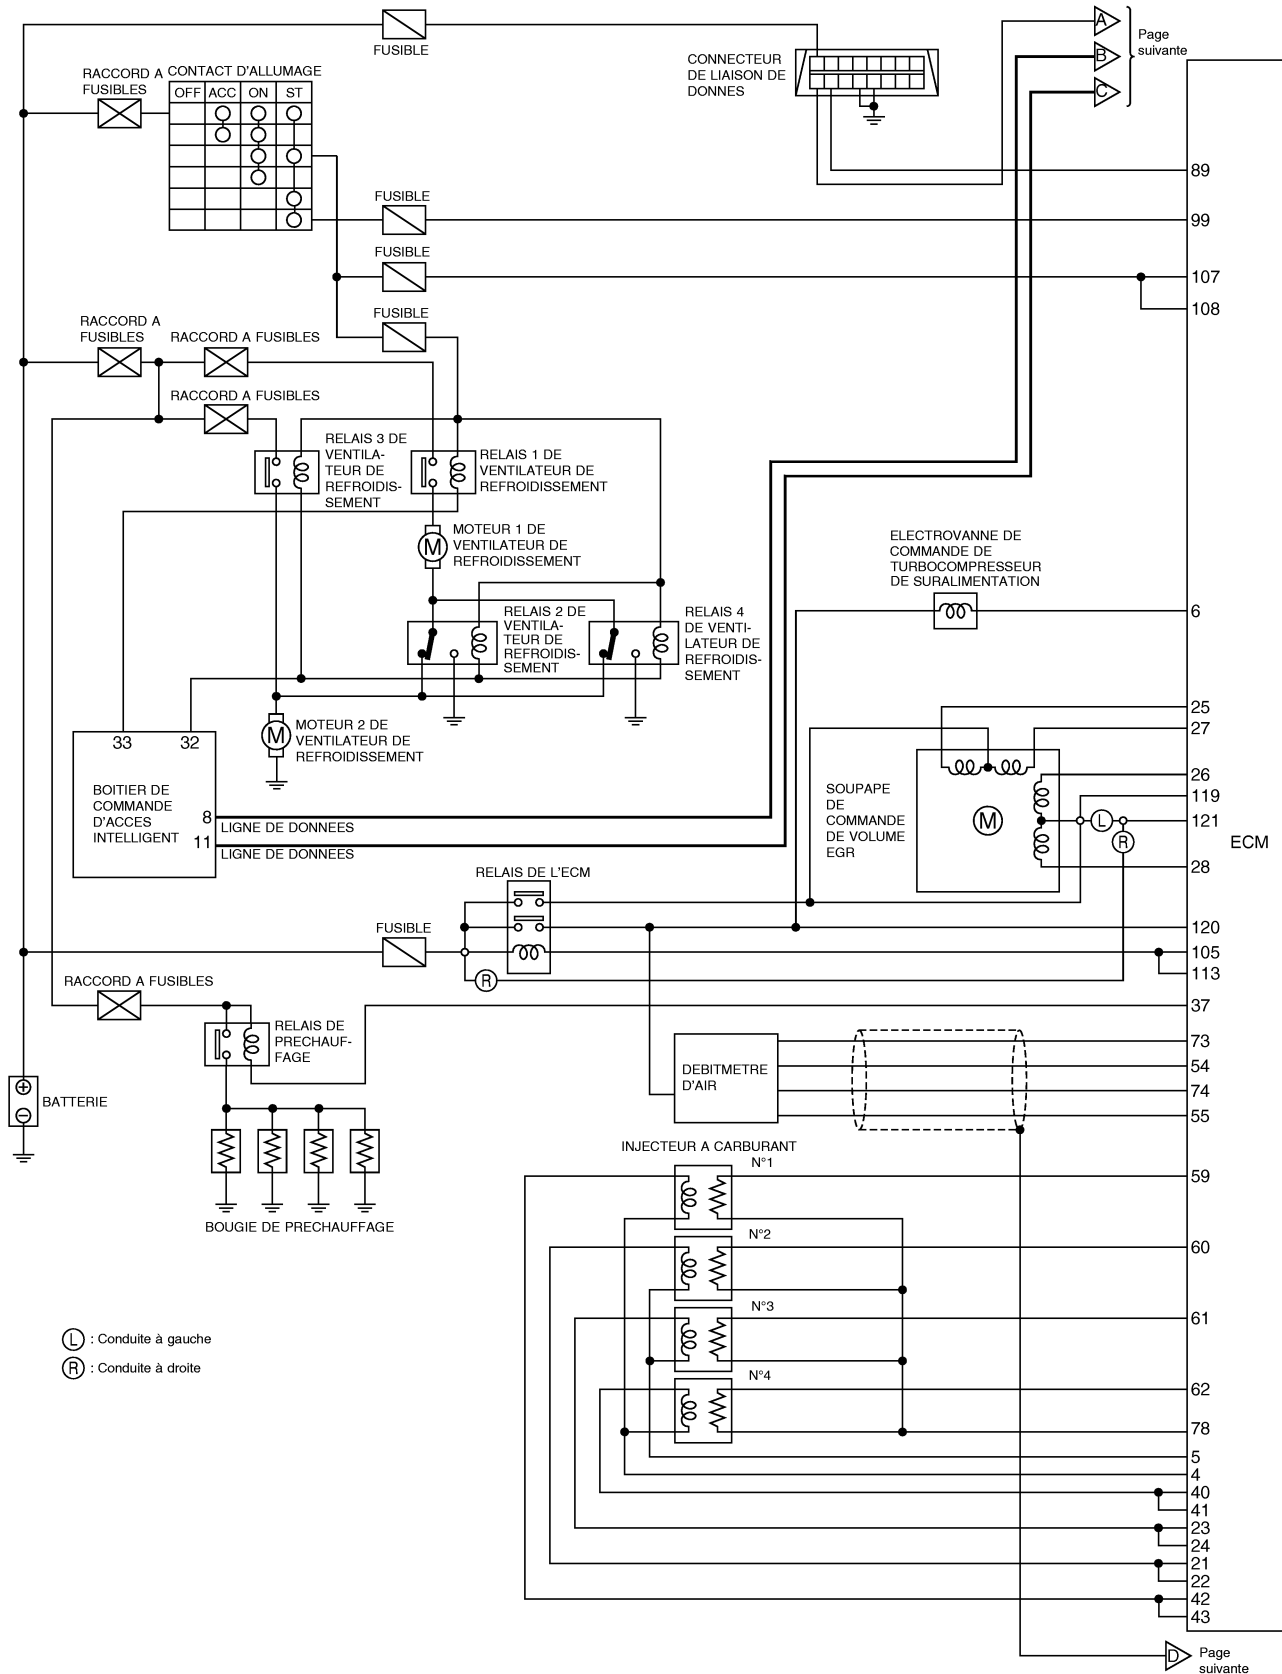 FUSIBLE
A
Page
suivante
B
C
CONNECTEUR
DE LIAISON DE
DONNES
RACCORD A
FUSIBLES
CONTACT D'ALLUMAGE
OFF ACC ON ST
89
FUSIBLE
99
FUSIBLE
107
108
FUSIBLE
RACCORD A
FUSIBLES
RACCORD A FUSIBLES
RACCORD A FUSIBLES
RELAIS 3 DE
VENTILA-
TEUR DE
REFROIDIS-
SEMENT
RELAIS 1 DE
VENTILATEUR DE
REFROIDISSEMENT
M
MOTEUR 1 DE
VENTILATEUR DE
REFROIDISSEMENT
ELECTROVANNE DE
COMMANDE DE
TURBOCOMPRESSEUR
DE SURALIMENTATION
6
RELAIS 2 DE
VENTILA-
TEUR DE
REFROIDIS-
SEMENT
RELAIS 4
DE VENTI-
LATEUR DE
REFROIDIS-
SEMENT
M
MOTEUR 2 DE
VENTILATEUR DE
REFROIDISSEMENT
33 32
BOITIER DE
COMMANDE
D'ACCES
INTELLIGENT
8
LIGNE DE DONNEES
11
LIGNE DE DONNEES
25
27
26
119
121
28
SOUPAPE
DE
COMMANDE
DE VOLUME
EGR
M
L
R
ECM
RELAIS DE L'ECM
FUSIBLE
R
120
105
113
RACCORD A FUSIBLES
37
RELAIS DE
PRECHAUF-
FAGE
BATTERIE
DEBITMETRE
D'AIR
73
54
74
55
BOUGIE DE PRECHAUFFAGE
INJECTEUR A CARBURANT
N°1
59
N°2
60
N°3
61
N°4
62
78
5
4
40
41
23
24
21
22
42
43
L : Conduite à gauche
R : Conduite à droite
D
Page
suivante